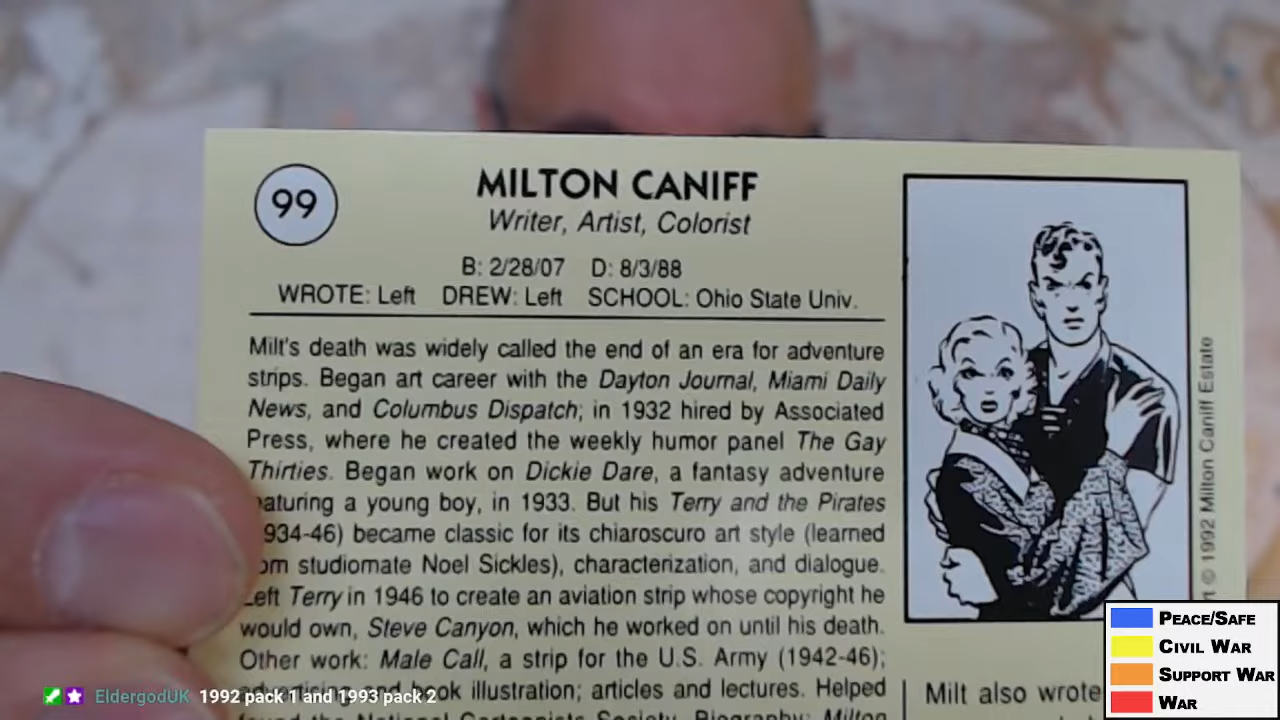 99
MILTON CANIFF
Writer, Artist, Colorist
B: 2/28/07 D: 8/3/88
WROTE: Left DREW: Left SCHOOL: Ohio State Univ.
Milt's death was widely called the end of an era for adventure
strips. Began art career with the Dayton Journal, Miami Daily
News, and Columbus Dispatch; in 1932 hired by Associated
Press, where he created the weekly humor panel The Gay
Thirties. Began work on Dickie Dare, a fantasy adventure
aturing a young boy, in 1933. But his Terry and the Pirates
934-46) became classic for its chiaroscuro art style (learned
om studiomate Noel Sickles), characterization, and dialogue.
Left Terry in 1946 to create an aviation strip whose copyright he
would own, Steve Canyon, which he worked on until his death.
Other work: Male Call, a strip for the U.S. Army (1942-46);
book illustration; articles and lectures. Helped
National Cartoonists Society. Biography: Milton
© 1992 Milton Caniff Estate
Milt also wrote
PEACE/SAFE
CIVIL WAR
SUPPORT WAR
WAR
EldergodUK 1992 pack 1 and 1993 pack 2